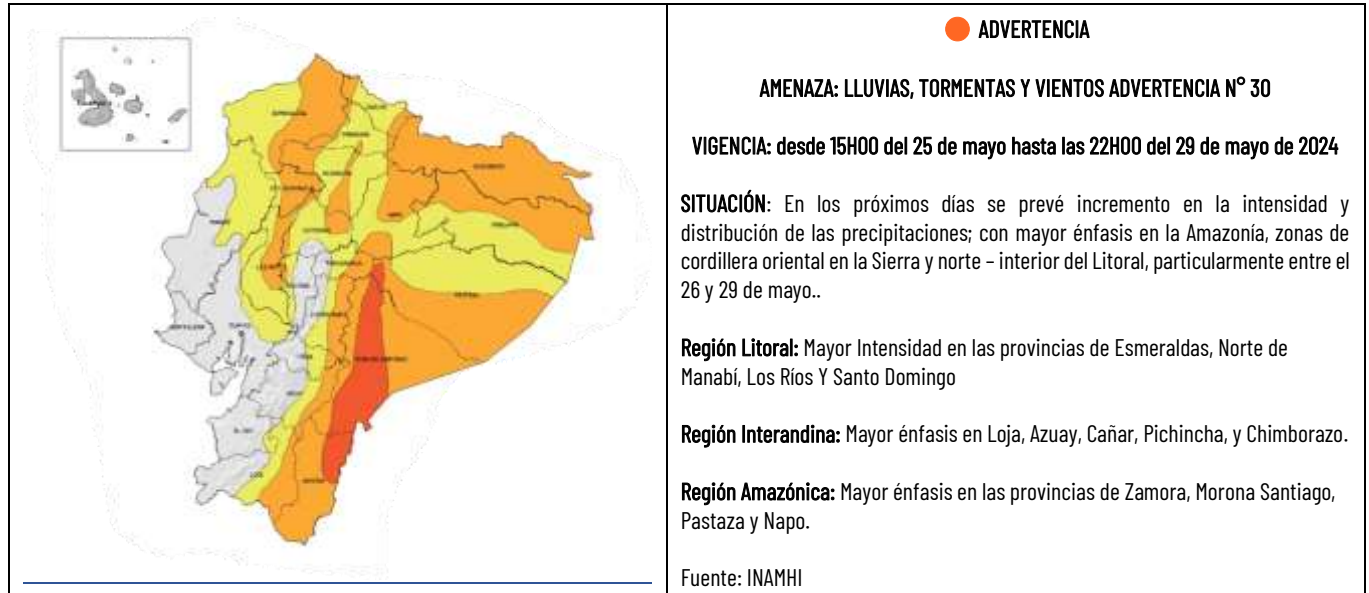 ADVERTENCIA
AMENAZA: LLUVIAS, TORMENTAS Y VIENTOS ADVERTENCIA N° 30
VIGENCIA: desde 15H00 del 25 de mayo hasta las 22H00 del 29 de mayo de 2024
SITUACIÓN: En los próximos días se prevé incremento en la intensidad y
distribución de las precipitaciones; con mayor énfasis en la Amazonía, zonas de
cordillera oriental en la Sierra y norte – interior del Litoral, particularmente entre el
26 y 29 de mayo..
Región Litoral: Mayor Intensidad en las provincias de Esmeraldas, Norte de
Manabí, Los Ríos Y Santo Domingo
Región Interandina: Mayor énfasis en Loja, Azuay, Cañar, Pichincha, y Chimborazo.
Región Amazónica: Mayor énfasis en las provincias de Zamora, Morona Santiago,
Pastaza y Napo.
Fuente: INAMHI